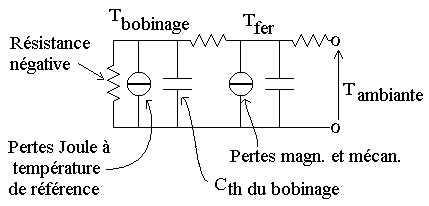 Tbobinage
Tfer
Résistance
négative
Tambiante
Pertes Joule à
température
de référence
Pertes magn. et mécan.
Cth du bobinage